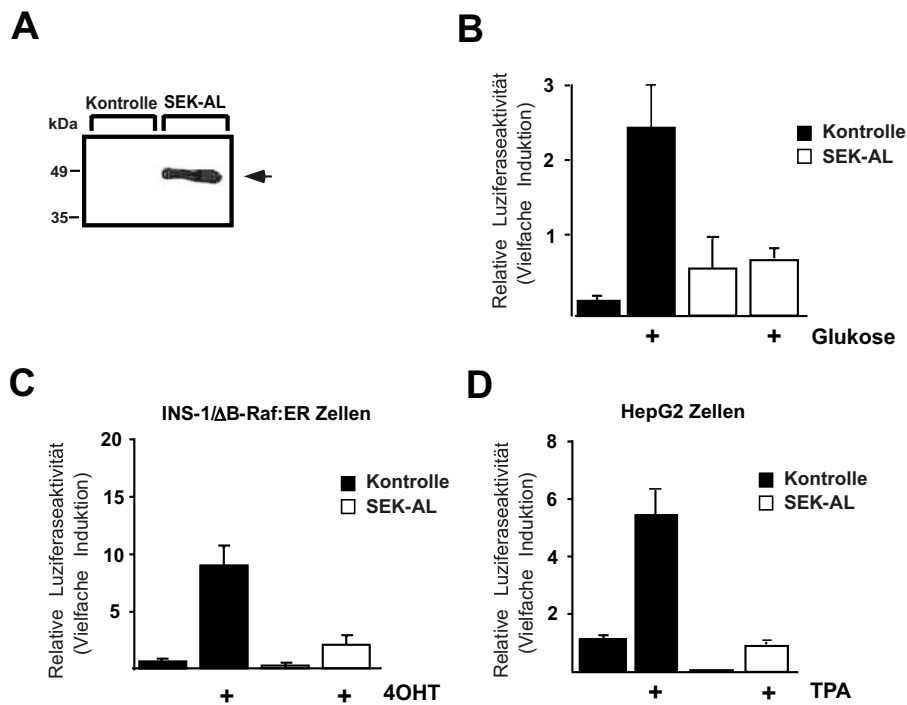 A
Kontrolle SEK-AL
kDa
49
35
B
Relative Luziferaseaktivität
(Vielfache Induktion)
3
2
1
Kontrolle
SEK-AL
+ + Glukose
C
INS-1/ΔB-Raf:ER Zellen
Relative Luziferaseaktivität
(Vielfache Induktion)
20
15
10
5
Kontrolle
SEK-AL
+ + 4OHT
D
HepG2 Zellen
Relative Luziferaseaktivität
(Vielfache Induktion)
8
6
4
2
Kontrolle
SEK-AL
+ + TPA